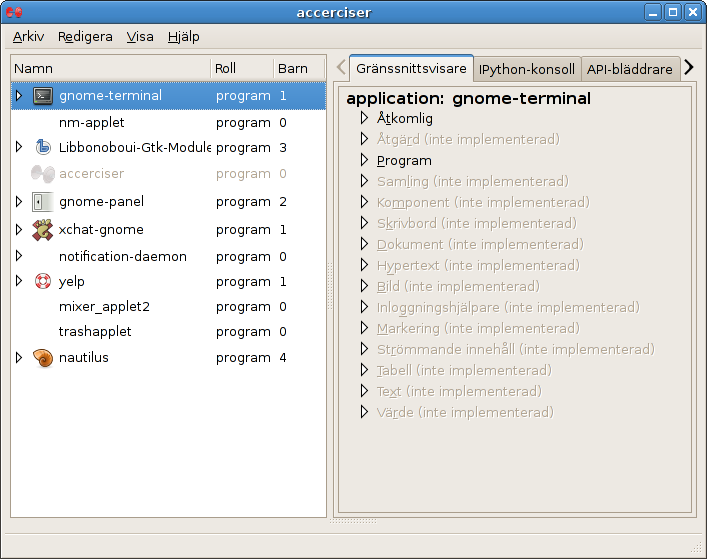 accerciser
Arkiv Redigera Visa Hjälp
Namn Roll Barn
gnome-terminal program 1
nm-applet program 0
Libbonoboui-Gtk-Module program 3
accerciser program 0
gnome-panel program 2
xchat-gnome program 1
notification-daemon program 0
yelp program 1
mixer_applet2 program 0
trashapplet program 0
nautilus program 4
Gränssnittsvisare IPython-konsoll API-bläddrare
application: gnome-terminal
Åtkomlig
Åtgärd (inte implementerad)
Program
Samling (inte implementerad)
Komponent (inte implementerad)
Skrivbord (inte implementerad)
Dokument (inte implementerad)
Hypertext (inte implementerad)
Bild (inte implementerad)
Inloggningshjälpare (inte implementerad)
Markering (inte implementerad)
Strömmande innehåll (inte implementerad)
Tabell (inte implementerad)
Text (inte implementerad)
Värde (inte implementerad)